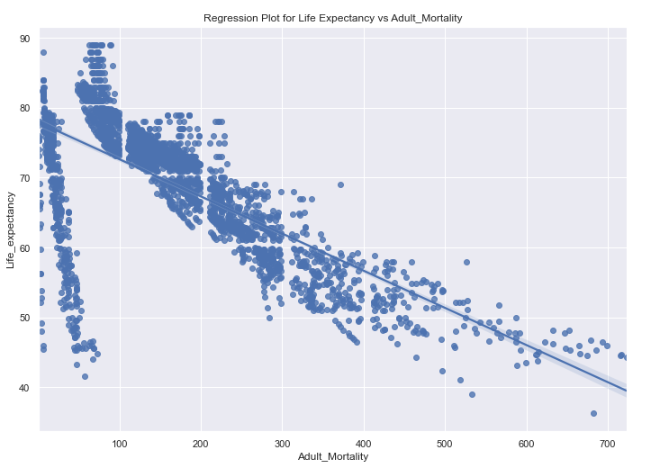 Regression Plot for Life Expectancy vs Adult_Mortality
90
80
70
60
50
40
Life_expectancy
100 200 300 400 500 600 700
Adult_Mortality